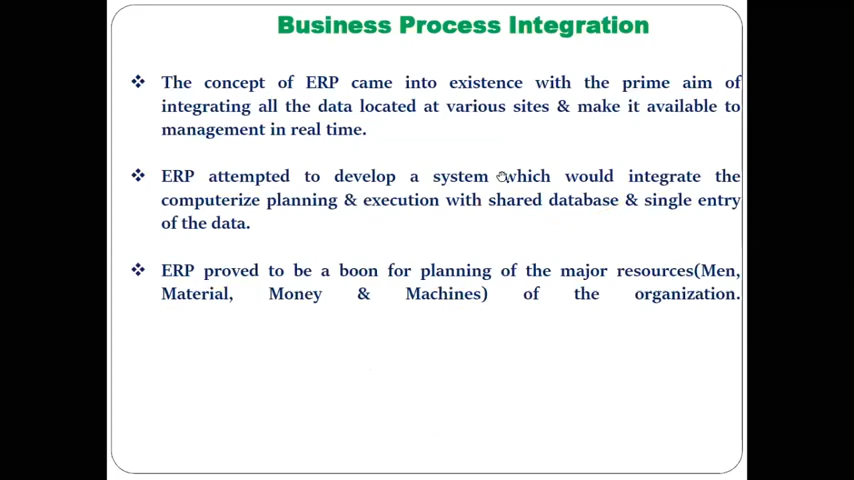 Business Process Integration
❖ The concept of ERP came into existence with the prime aim of
integrating all the data located at various sites & make it available to
management in real time.
❖ ERP attempted to develop a system which would integrate the
computerize planning & execution with shared database & single entry
of the data.
❖ ERP proved to be a boon for planning of the major resources(Men,
Material, Money & Machines) of the organization.